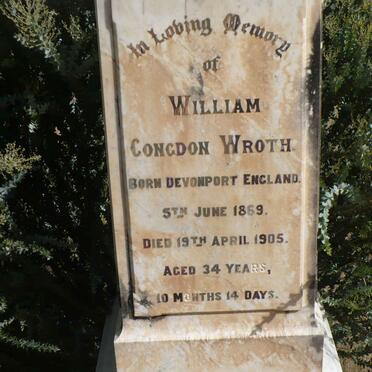 In Loving Memory
of
WILLIAM
CONGDON WROTH
BORN DEVONPORT ENGLAND.
5TH JUNE 1869.
DIED 19TH APRIL 1905.
AGED 34 YEARS,
10 MONTHS 14 DAYS.